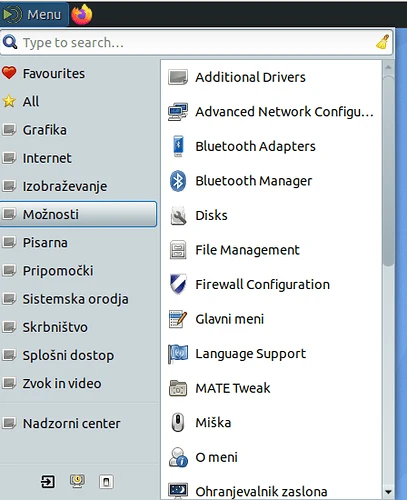 Menu
Type to search…
Favourites
All
Grafika
Internet
Izobraževanje
Možnosti
Pisarna
Pripomočki
Sistemska orodja
Skrbništvo
Splošni dostop
Zvok in video
Nadzorni center
Additional Drivers
Advanced Network Configu…
Bluetooth Adapters
Bluetooth Manager
Disks
File Management
Firewall Configuration
Glavni meni
Language Support
MATE Tweak
Miška
O meni
Ohranjevalnik zaslona